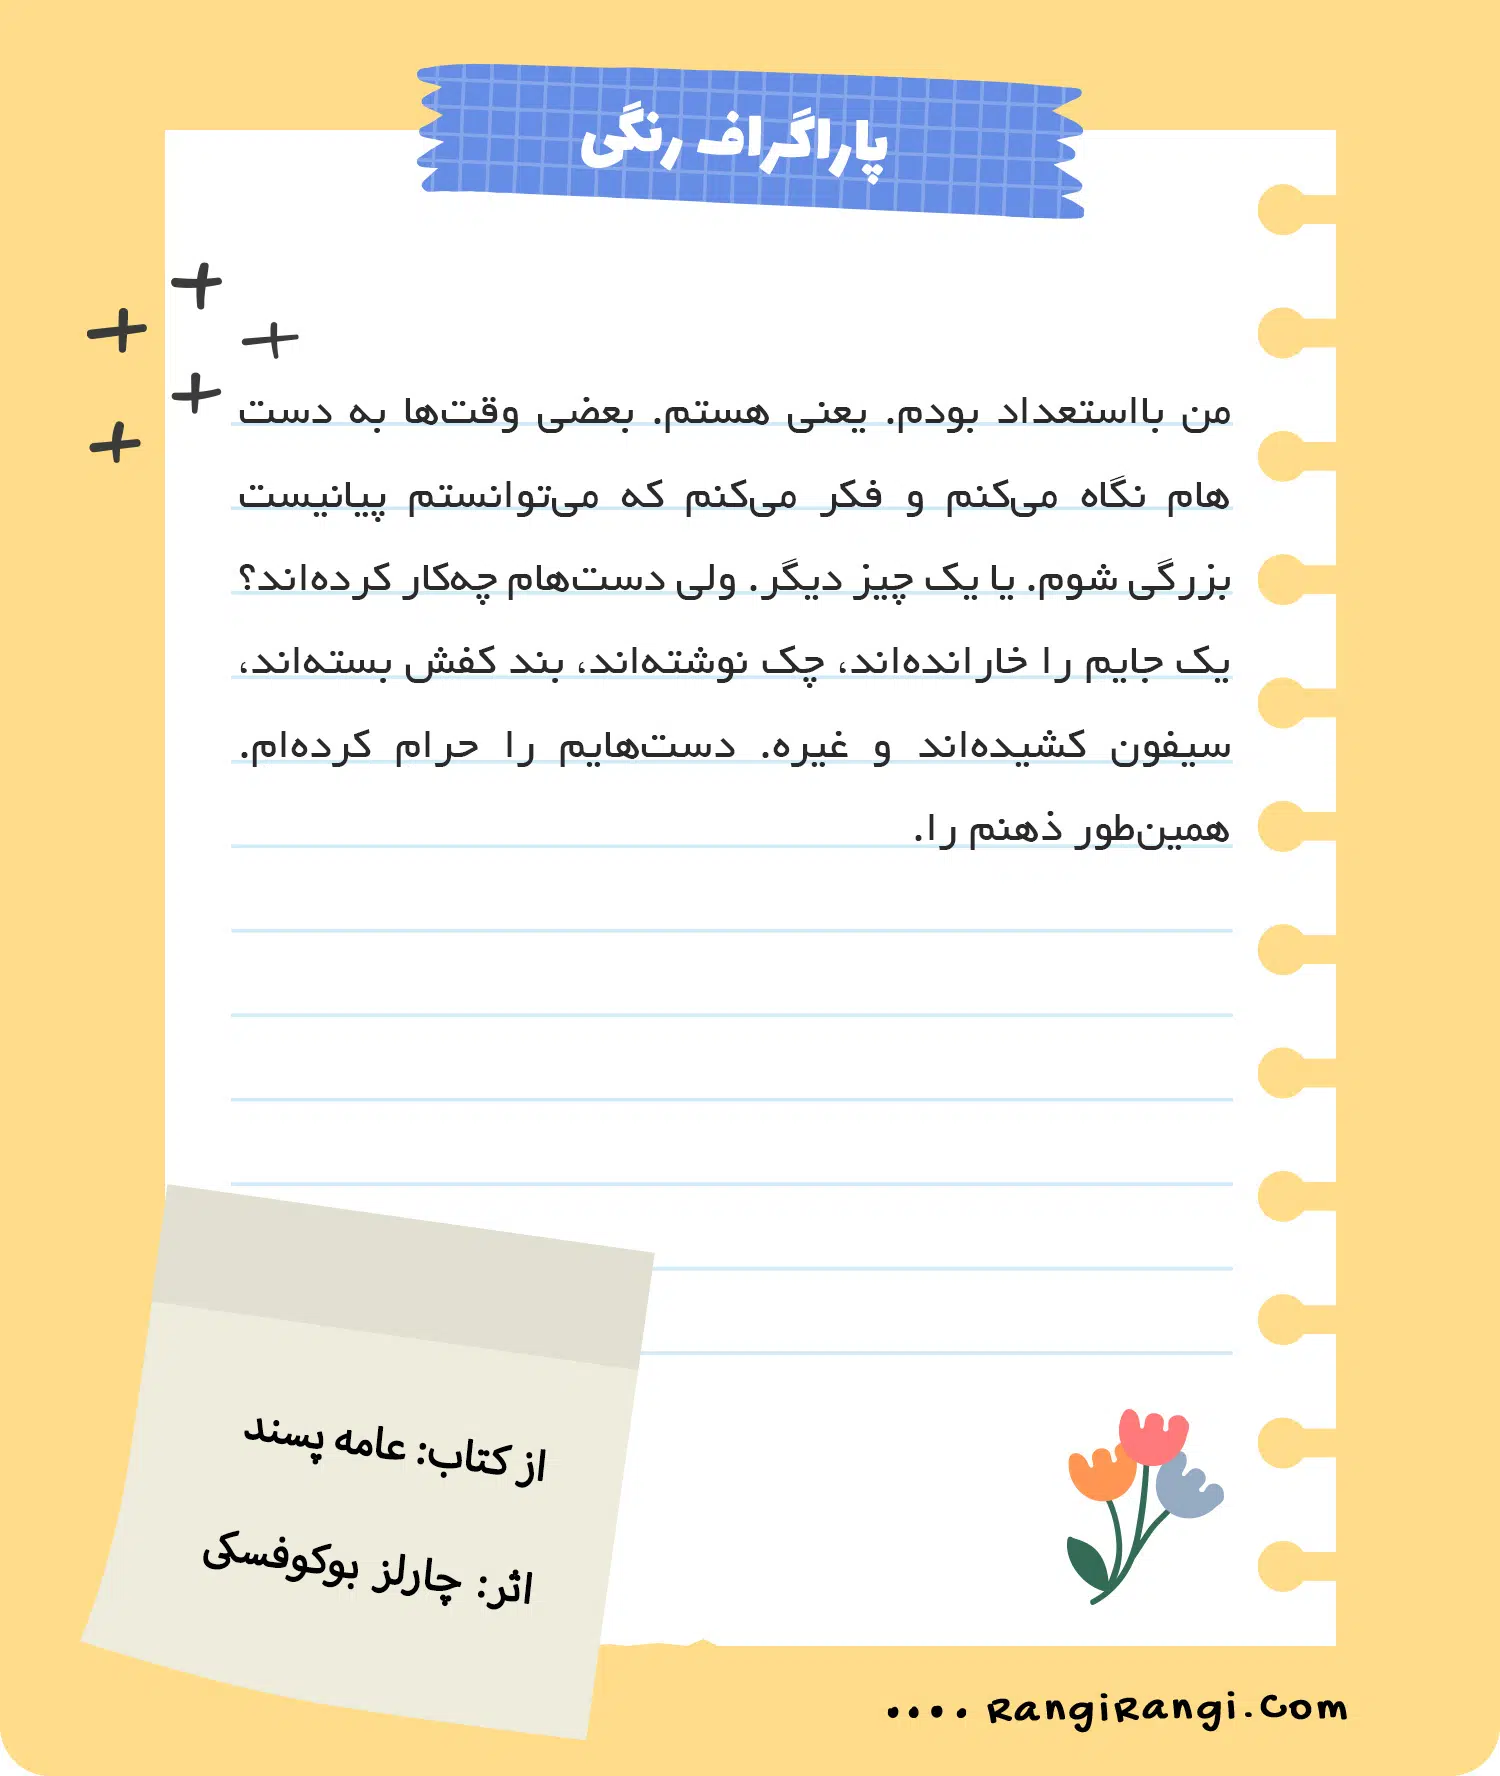 پاراگراف رنگی
من بااستعداد بودم. یعنی هستم. بعضی وقت‌ها به دست
هام نگاه می‌کنم و فکر می‌کنم که می‌توانستم پیانیست
بزرگی شوم. یا یک چیز دیگر. ولی دست‌هام چه‌کار کرده‌اند؟
یک جایم را خارانده‌اند، چک نوشته‌اند، بند کفش بسته‌اند،
سیفون کشیده‌اند و غیره. دست‌هایم را حرام کرده‌ام.
همین‌طور ذهنم را.
از کتاب: عامه پسند
اثر: چارلز بوکوفسکی
.... RangiRangi.Com